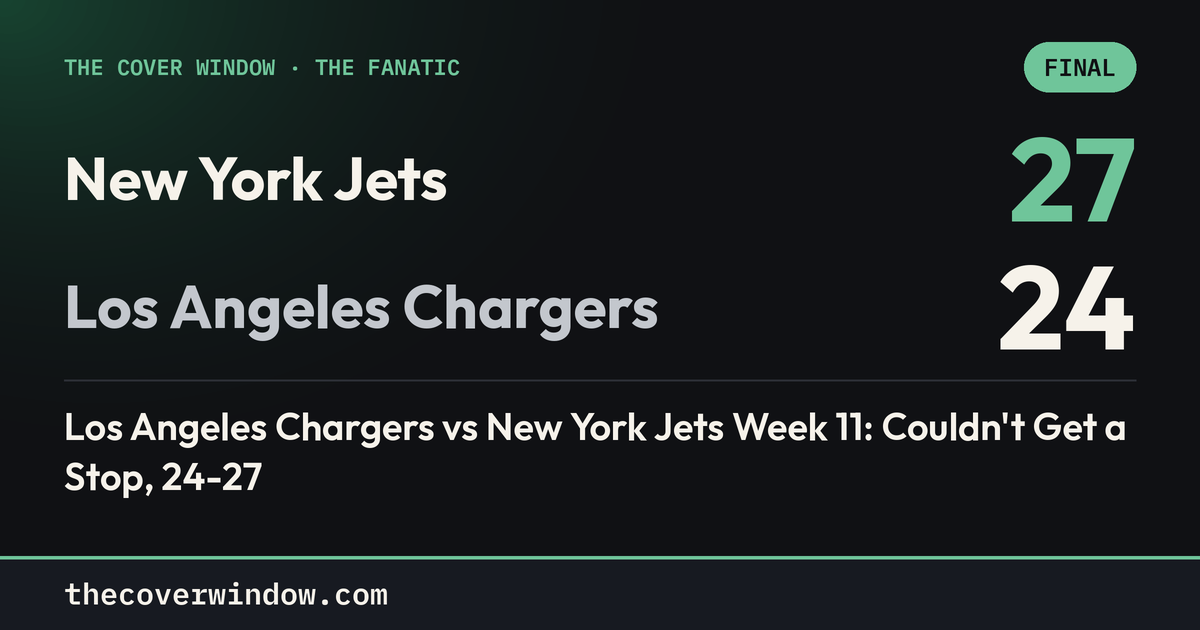 THE COVER WINDOW · THE FANATIC
FINAL
New York Jets
27
Los Angeles Chargers
24
Los Angeles Chargers vs New York Jets Week 11: Couldn't Get a
Stop, 24-27
thecoverwindow.com